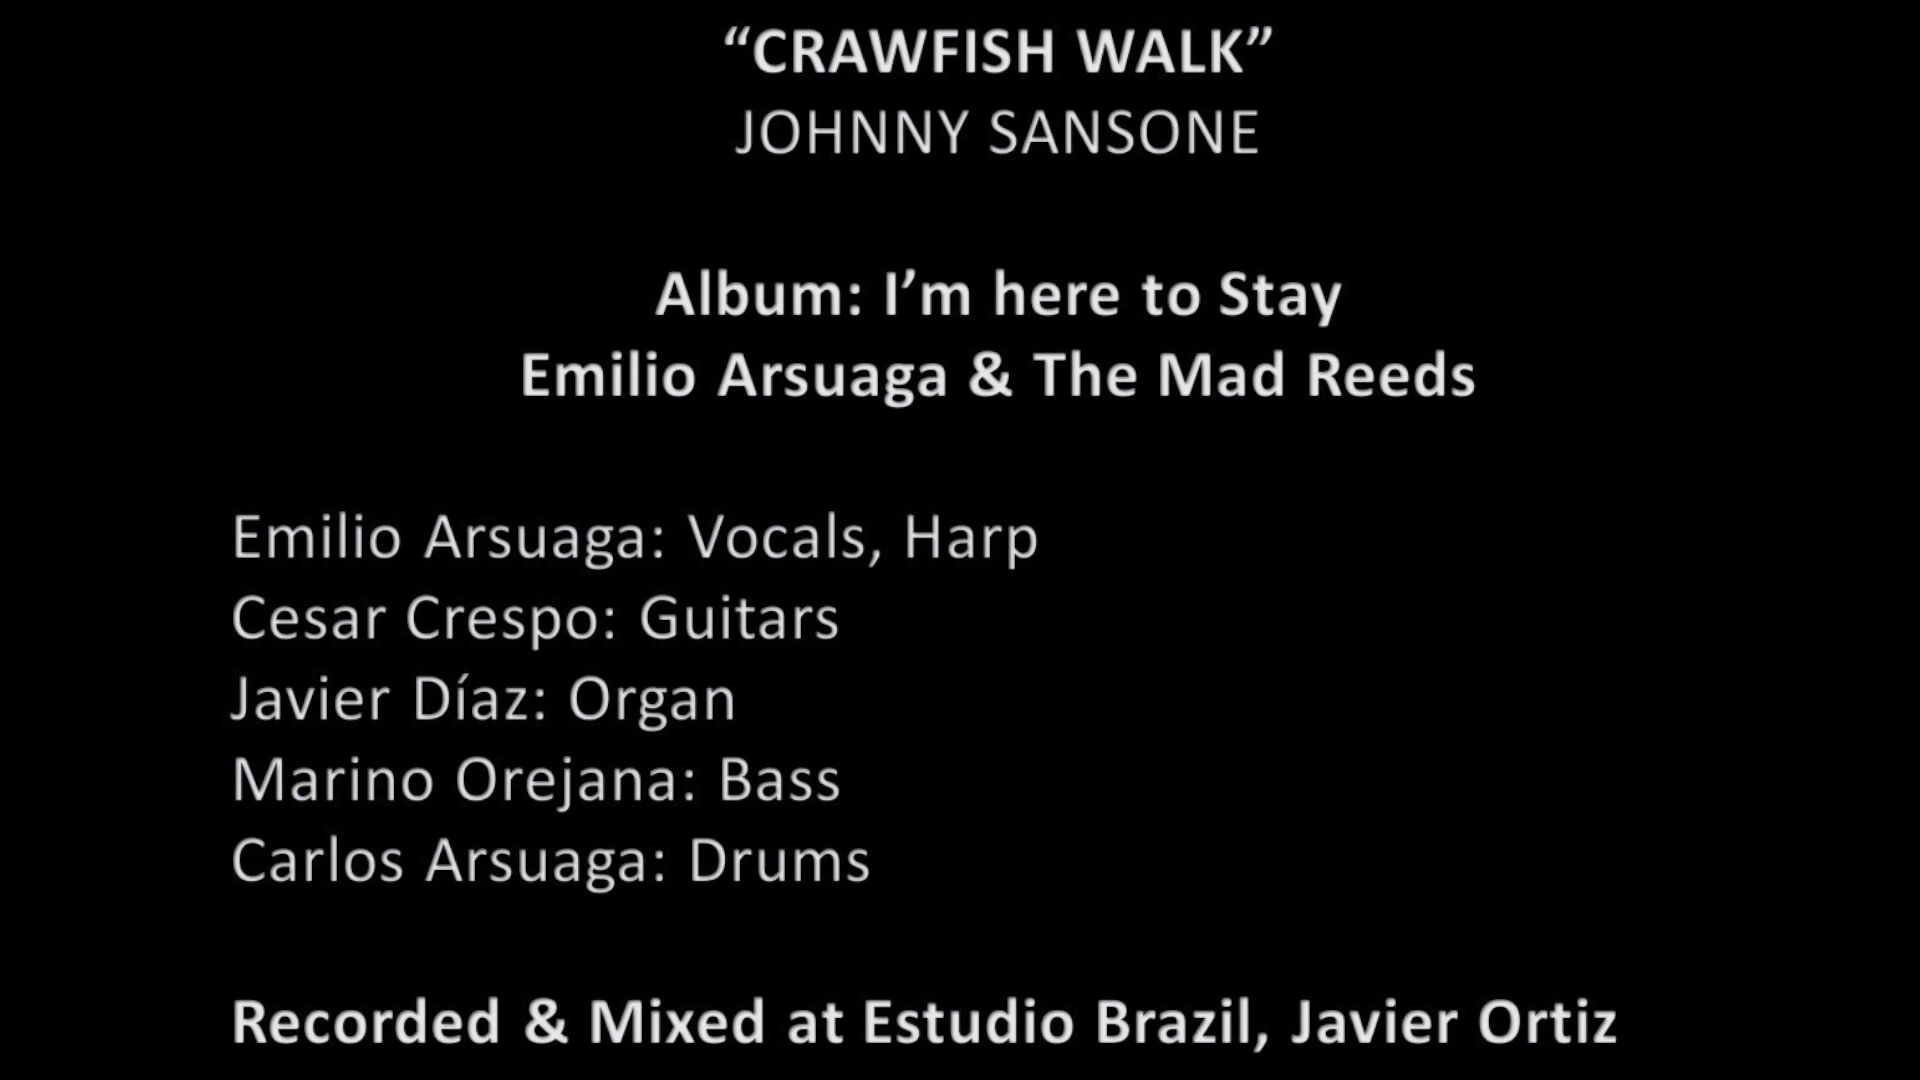 “CRAWFISH WALK”
JOHNNY SANSONE
Album: I’m here to Stay
Emilio Arsuaga & The Mad Reeds
Emilio Arsuaga: Vocals, Harp
Cesar Crespo: Guitars
Javier Díaz: Organ
Marino Orejana: Bass
Carlos Arsuaga: Drums
Recorded & Mixed at Estudio Brazil, Javier Ortiz